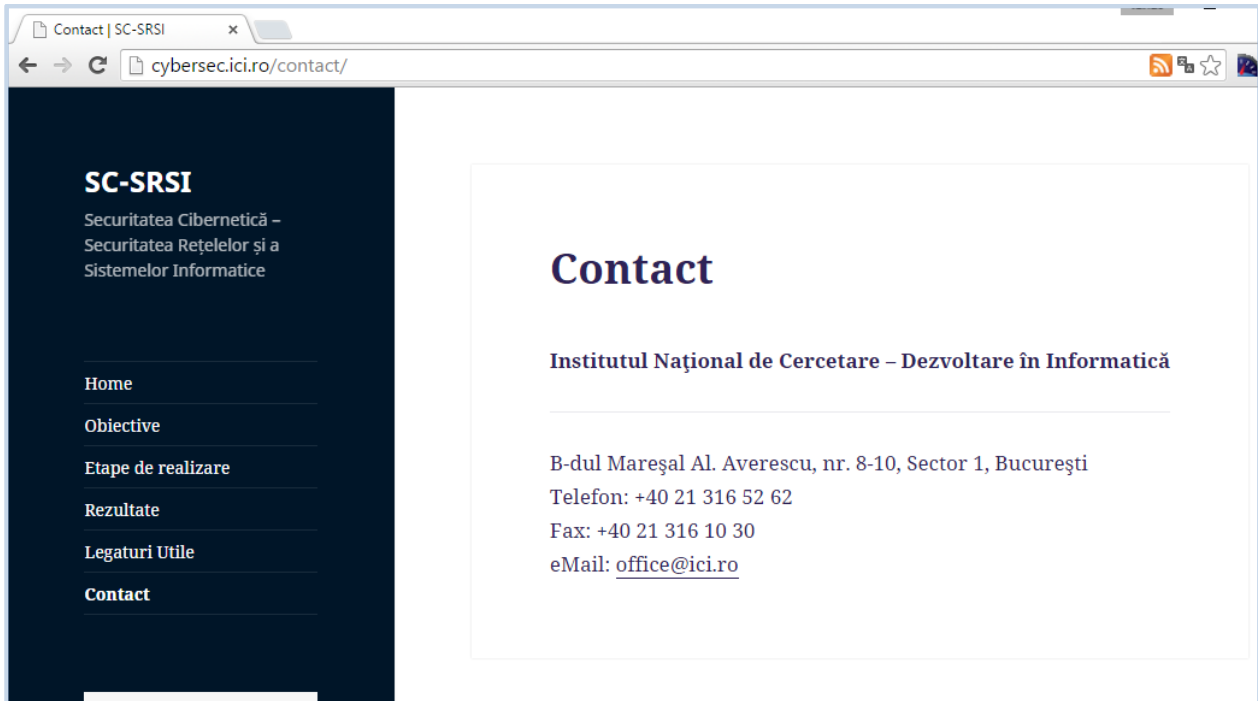 Contact | SC-SRSI
cybersec.ici.ro/contact/
SC-SRSI
Securitatea Cibernetică –
Securitatea Rețelelor și a
Sistemelor Informatice
Home
Obiective
Etape de realizare
Rezultate
Legaturi Utile
Contact
Contact
Institutul Naţional de Cercetare – Dezvoltare în Informatică
B-dul Mareşal Al. Averescu, nr. 8-10, Sector 1, Bucureşti
Telefon: +40 21 316 52 62
Fax: +40 21 316 10 30
eMail: office@ici.ro